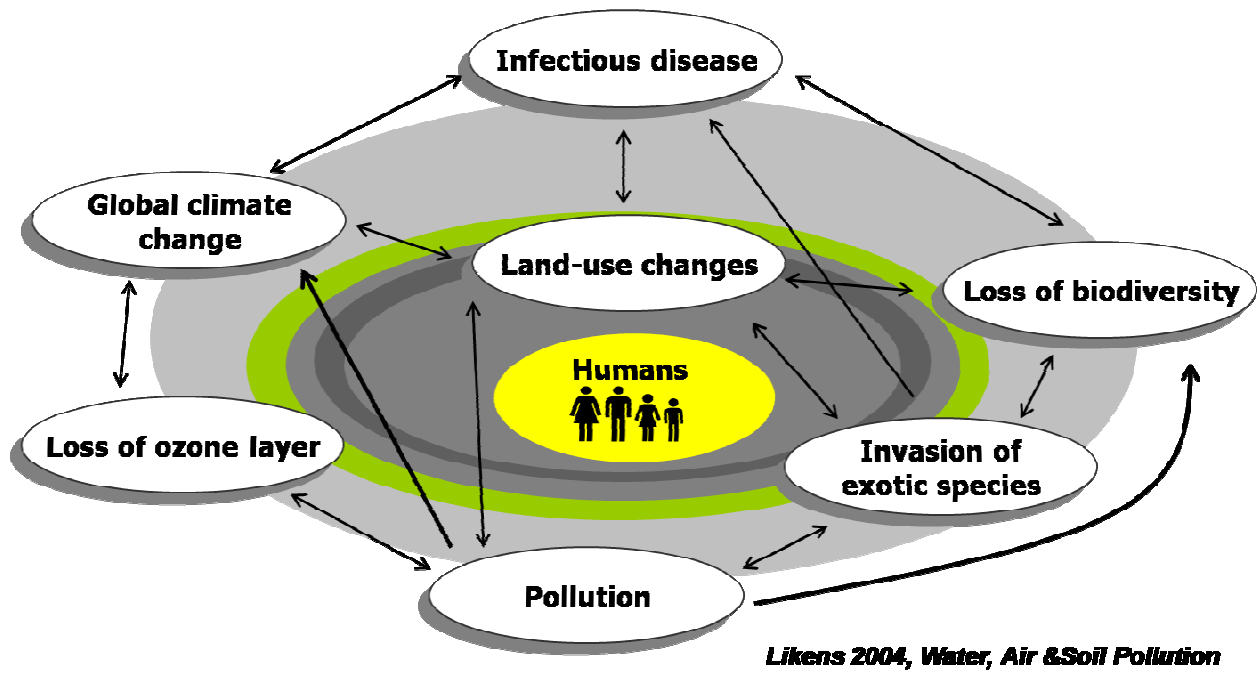 Infectious disease
Global climate
change
Land-use changes
Loss of biodiversity
Humans
Loss of ozone layer
Invasion of
exotic species
Pollution
Likens 2004, Water, Air &Soil Pollution